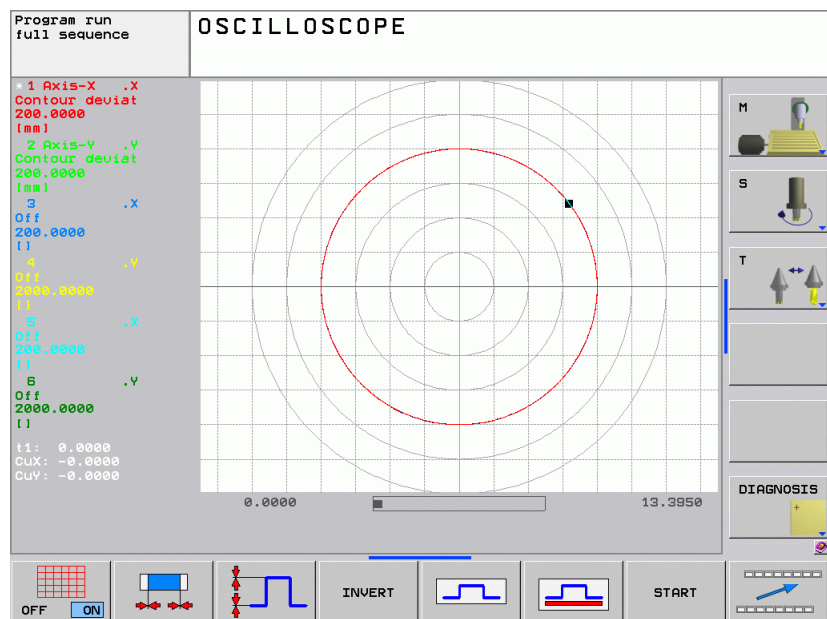 Program run
full sequence
OSCILLOSCOPE
* 1 Axis-X .X
Contour deviat
200.0000
[mm]
2 Axis-Y .Y
Contour deviat
200.0000
[mm]
3 .X
Off
200.0000
[]
4 .Y
Off
2000.0000
[]
5 .X
Off
200.0000
[]
6 .Y
Off
2000.0000
[]
t1: 0.0000
CuX: -0.0000
CuY: -0.0000
0.0000 13.3950
M
S
T
DIAGNOSIS
OFF ON
INVERT
START